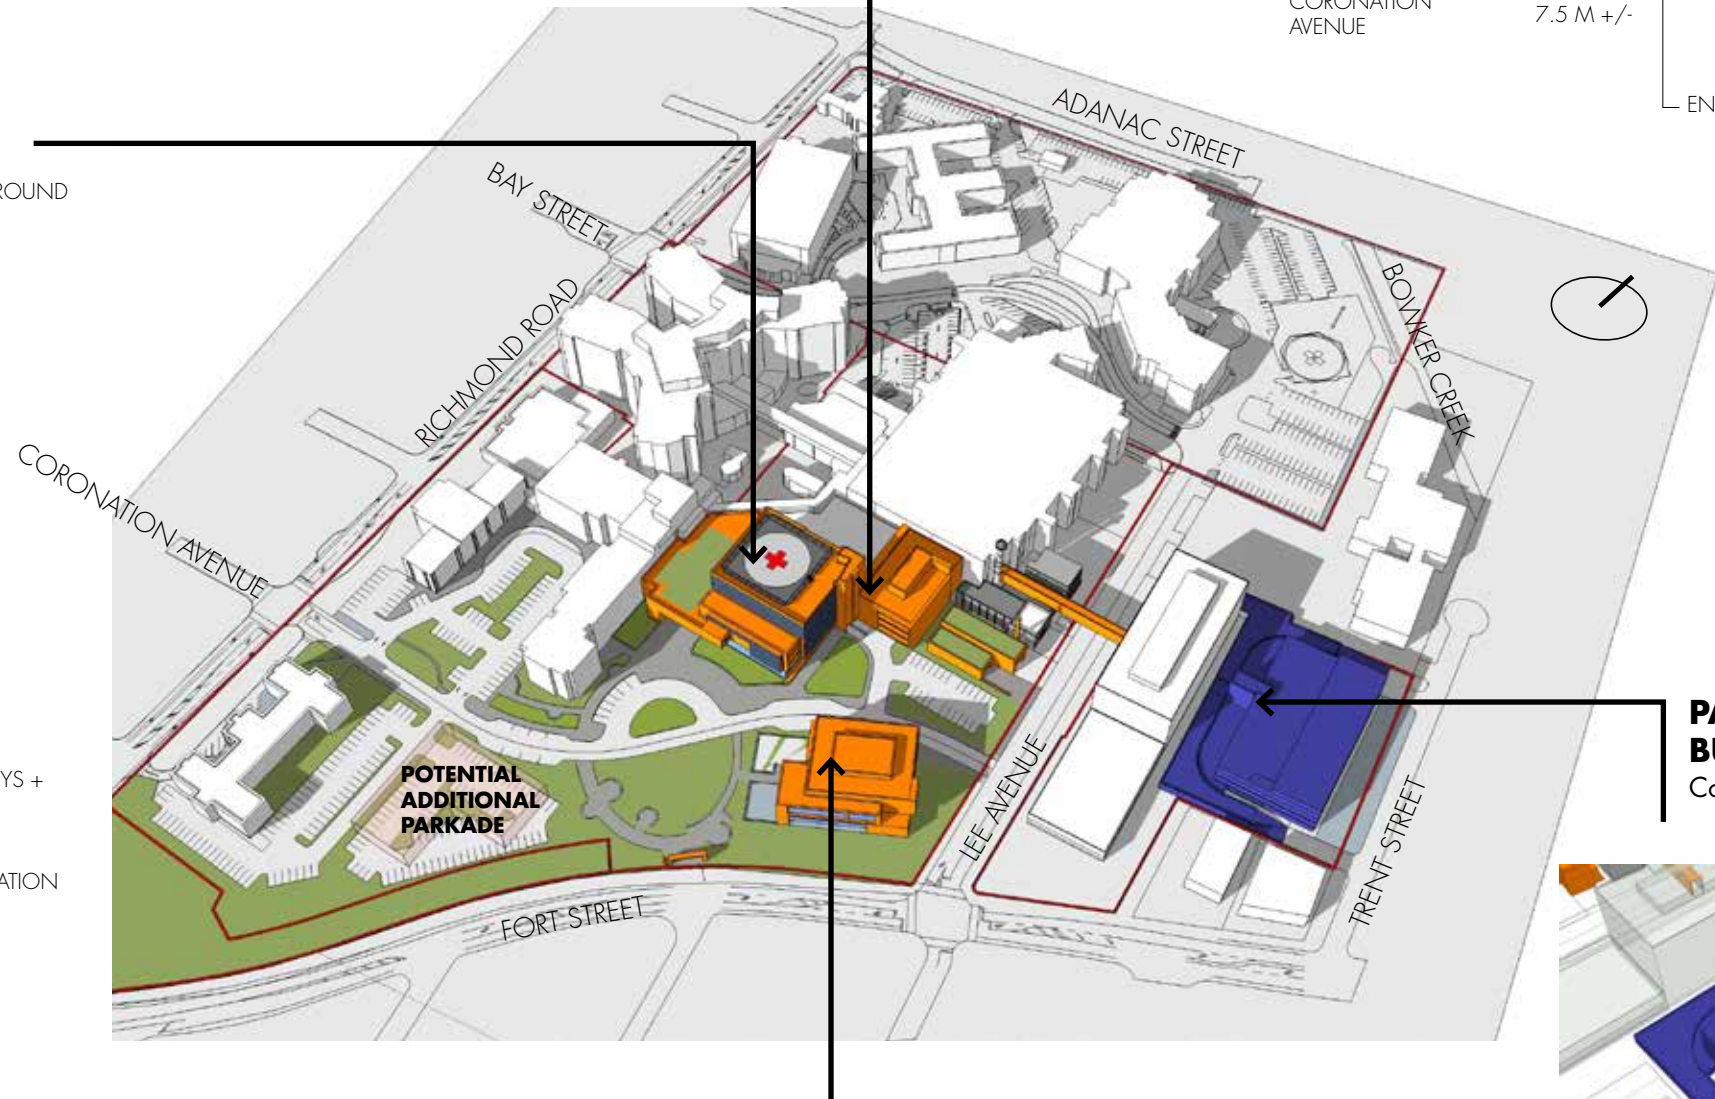 CORONATION
AVENUE
7.5 M +/-
EN
ADANAC STREET
ROUND
BAY STREET
RICHMOND ROAD
BOWKER CREEK
CORONATION AVENUE
PA
BU
Co
YS +
POTENTIAL
ADDITIONAL
PARKADE
LEE AVENUE
TRENT STREET
ATION
FORT STREET